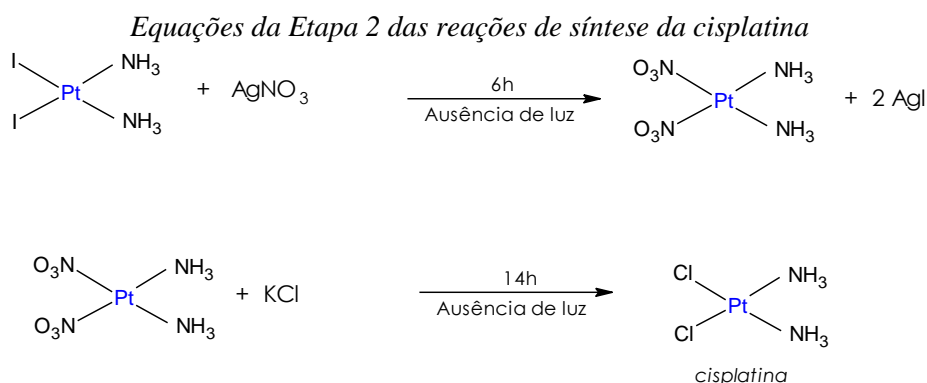 Equações da Etapa 2 das reações de síntese da cisplatina
I NH3 O3N NH3
Pt + AgNO3 6h Pt + 2 AgI
I NH3 Ausência de luz O3N NH3
O3N NH3 Cl NH3
Pt + KCl 14h Pt
O3N NH3 Ausência de luz Cl NH3
cisplatina